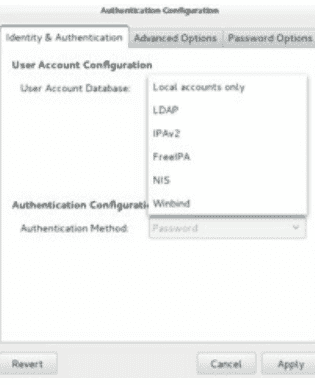 Authentication Configuration
Identity & Authentication Advanced Options Password Options
User Account Configuration
User Account Database: Local accounts only
LDAP
IPAv2
FreeIPA
NIS
Winbind
Authentication Configurati
Authentication Method: Password
Revert Cancel Apply